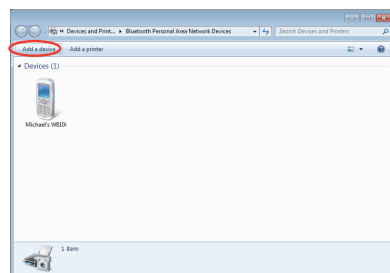 « Devices and Print... ▸ Bluetooth Personal Area Network Devices
Search Devices and Printers
Add a device
Add a printer
Devices (1)
Michael's W810i
1 item